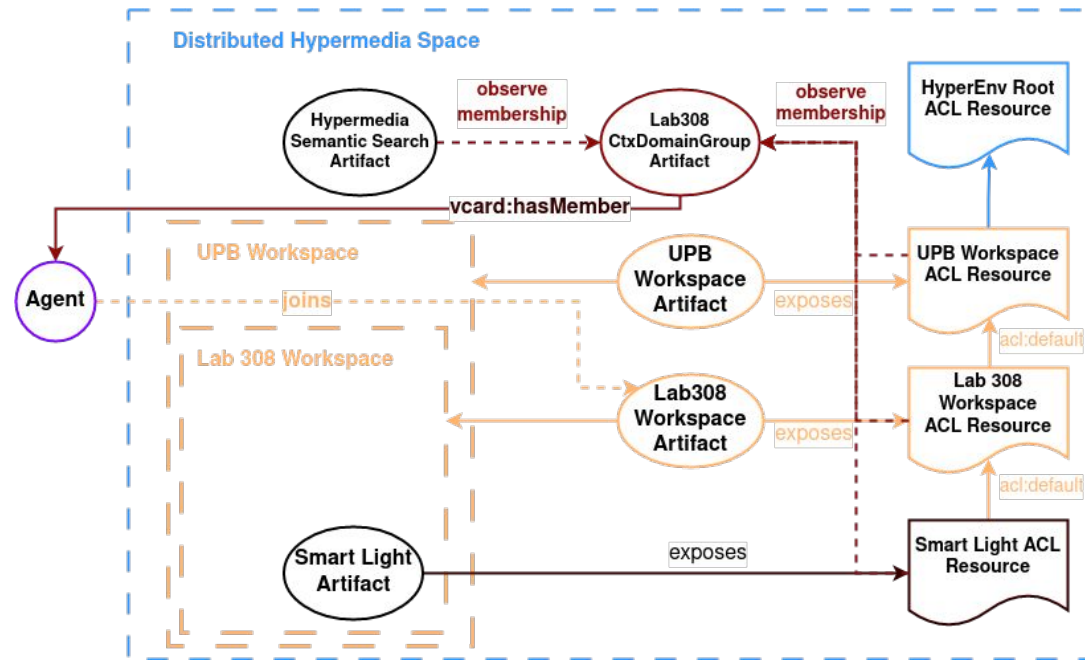 Distributed Hypermedia Space
Hypermedia
Semantic Search
Artifact
observe
membership
Lab308
CtxDomainGroup
Artifact
observe
membership
HyperEnv Root
ACL Resource
vcard:hasMember
UPB Workspace
UPB
Workspace
Artifact
exposes
UPB Workspace
ACL Resource
Agent
joins
acl:default
Lab 308 Workspace
Lab308
Workspace
Artifact
exposes
Lab 308
Workspace
ACL Resource
acl:default
Smart Light
Artifact
exposes
Smart Light ACL
Resource